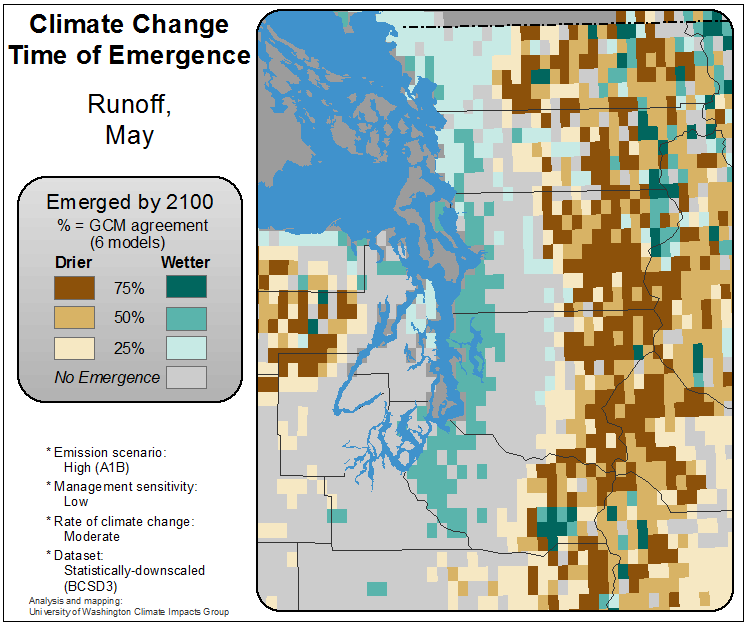 Climate Change
Time of Emergence
Runoff,
May
Emerged by 2100
% = GCM agreement
(6 models)
Drier Wetter
75%
50%
25%
No Emergence
* Emission scenario:
High (A1B)
* Management sensitivity:
Low
* Rate of climate change:
Moderate
* Dataset:
Statistically-downscaled
(BCSD3)
Analysis and mapping:
University of Washington Climate Impacts Group